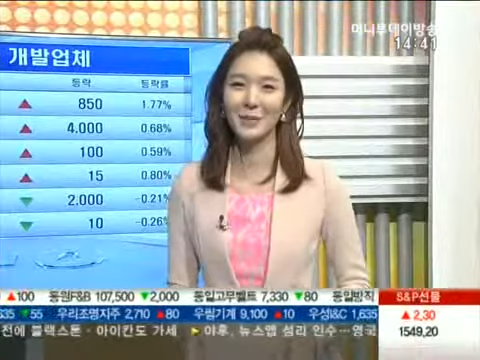 머니투데이방송
14:41
개발업체
등락 등락률
▲ 850 1.77%
▲ 4.000 0.68%
▲ 100 0.59%
▲ 15 0.80%
▼ 2.000 -0.21%
▼ 10 -0.26%
▲100 동원F&B 107,500 ▼2,000 동일고무벨트 7,330 ▼80 동일방직
535 ▼55 우리조명지주 2,710 ▲80 우림기계 9,100 ▲10 우성I&C 1,635
전에 블랙스톤·아이칸도 가세 ▶야후, 뉴스앱 섬리 인수…영국
S&P선물
▲ 2,30
1549,20